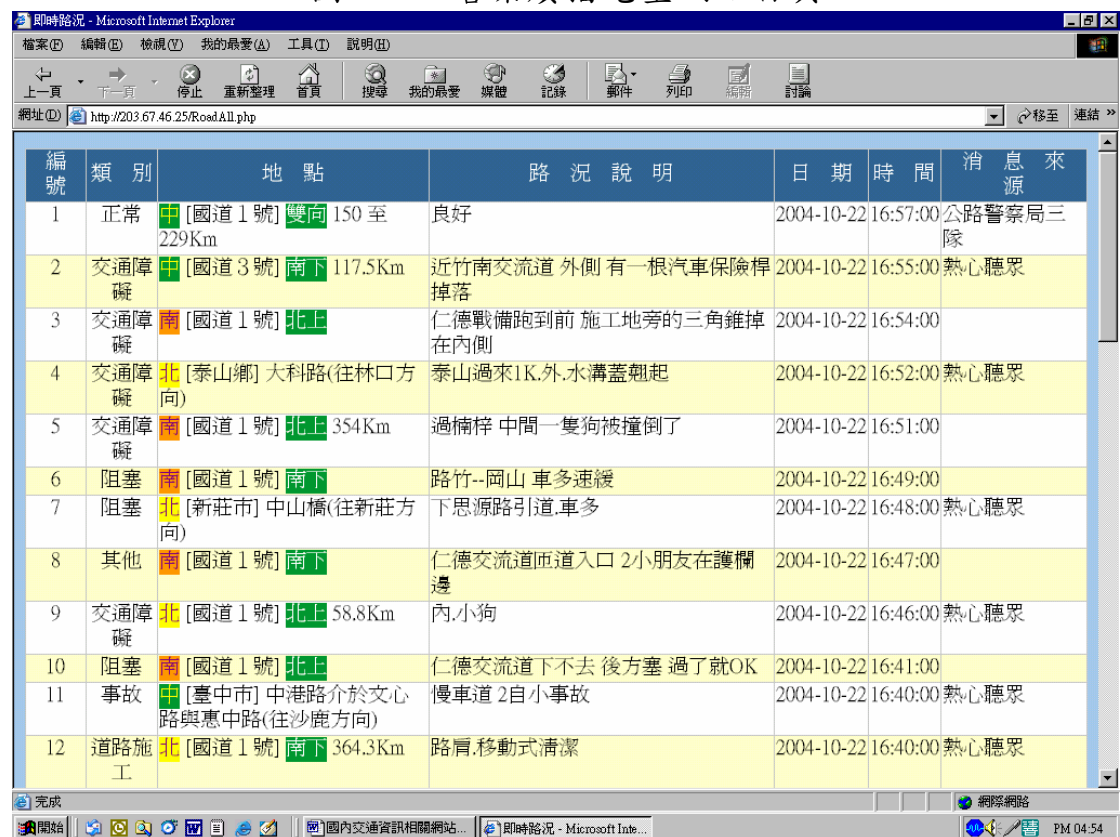 即時路況 - Microsoft Internet Explorer
檔案(F) 編輯(E) 檢視(V) 我的最愛(A) 工具(T) 說明(H)
上一頁 下一頁 停止 重新整理 首頁 搜尋 我的最愛 媒體 記錄 郵件 列印 編輯 討論
網址(D) http://203.67.46.25/RoadAll.php 移至 連結 »
編號 類 別 地 點 路 況 說 明 日 期 時 間 消 息 來 源
1 正常 中 [國道1號] 雙向 150 至 良好 2004-10-22 16:57:00 公路警察局三
229Km 隊
2 交通障 中 [國道3號] 南下 117.5Km 近竹南交流道 外側 有一根汽車保險桿 2004-10-22 16:55:00 熱心聽眾
礙 掉落
3 交通障 南 [國道1號] 北上 仁德戰備跑到前 施工地旁的三角錐掉 2004-10-22 16:54:00
礙 在內側
4 交通障 北 [泰山鄉] 大科路(往林口方 泰山過來1K.外.水溝蓋翹起 2004-10-22 16:52:00 熱心聽眾
礙 向)
5 交通障 南 [國道1號] 北上 354Km 過楠梓 中間一隻狗被撞倒了 2004-10-22 16:51:00
礙
6 阻塞 南 [國道1號] 南下 路竹--岡山 車多速緩 2004-10-22 16:49:00
7 阻塞 北 [新莊市] 中山橋(往新莊方 下思源路引道.車多 2004-10-22 16:48:00 熱心聽眾
向)
8 其他 南 [國道1號] 南下 仁德交流道匝道入口 2小朋友在護欄 2004-10-22 16:47:00
邊
9 交通障 北 [國道1號] 北上 58.8Km 內.小狗 2004-10-22 16:46:00 熱心聽眾
礙
10 阻塞 南 [國道1號] 北上 仁德交流道下不去 後方塞 過了就OK 2004-10-22 16:41:00
11 事故 中 [臺中市] 中港路介於文心 慢車道 2自小事故 2004-10-22 16:40:00 熱心聽眾
路與惠中路(往沙鹿方向)
12 道路施 北 [國道1號] 南下 364.3Km 路肩.移動式清潔 2004-10-22 16:40:00 熱心聽眾
工
完成 網際網路
開始 國內交通資訊相關網站... 即時路況 - Microsoft Inte... PM 04:54